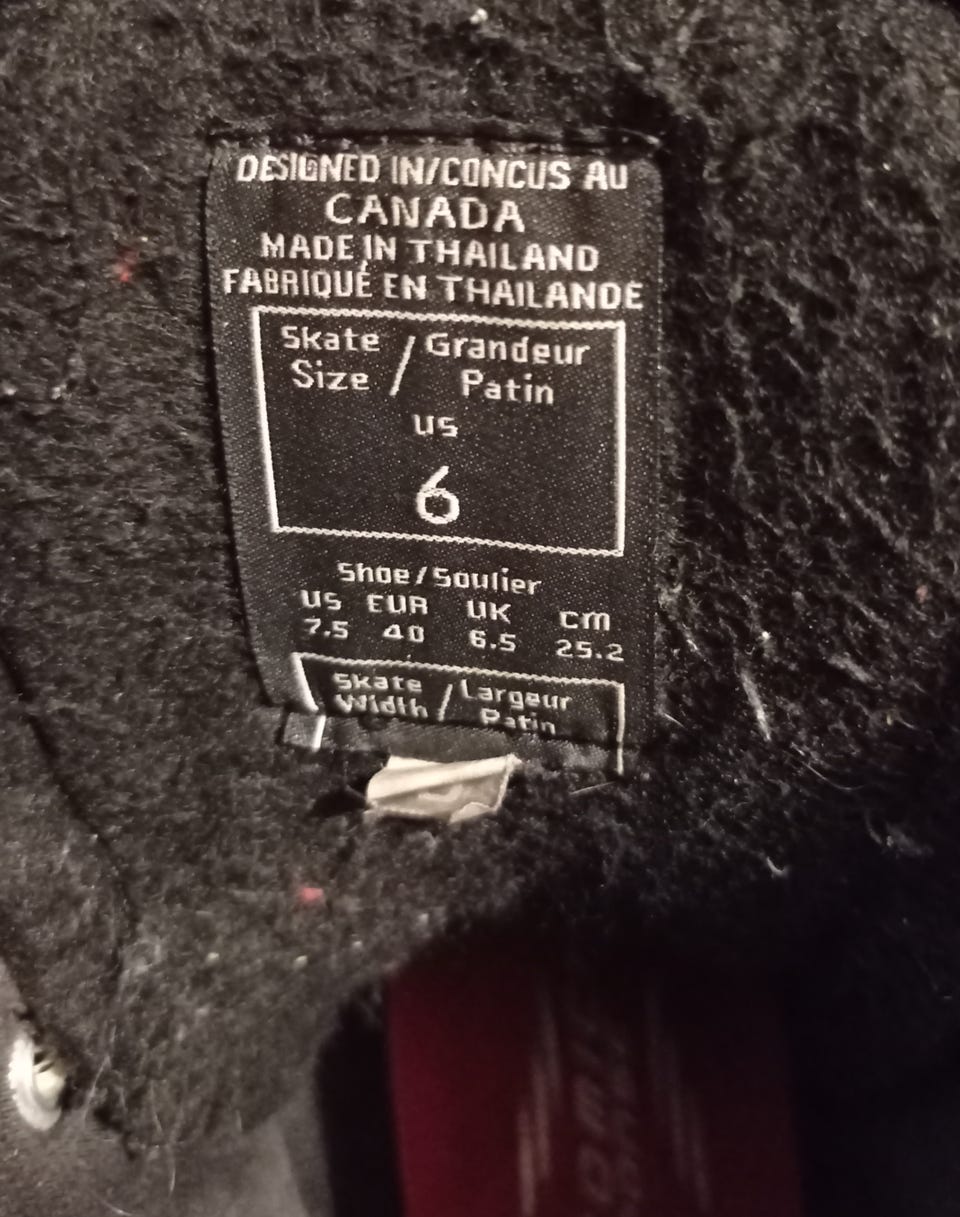 DESIGNED IN/CONCUS AU
CANADA
MADE IN THAILAND
FABRIQUÉ EN THAILANDE
Skate / Grandeur
Size / Patin
US
6
Shoe/Soulier
US EUR UK cm
7.5 40 6.5 25.2
Skate / Largeur
Width / Patin